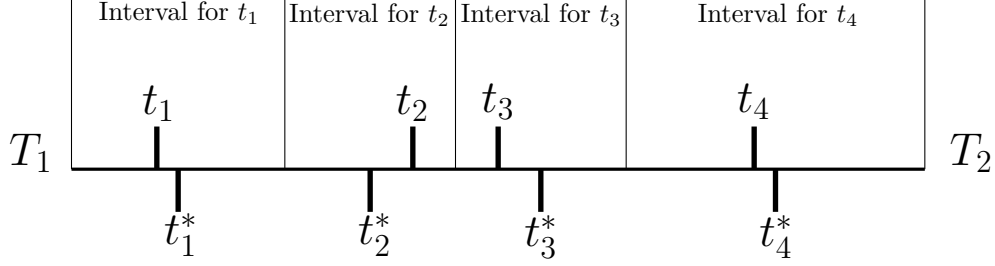 Interval for t₁ Interval for t₂ Interval for t₃ Interval for t₄
t₁ t₂ t₃ t₄
T₁ T₂
t₁* t₂* t₃* t₄*